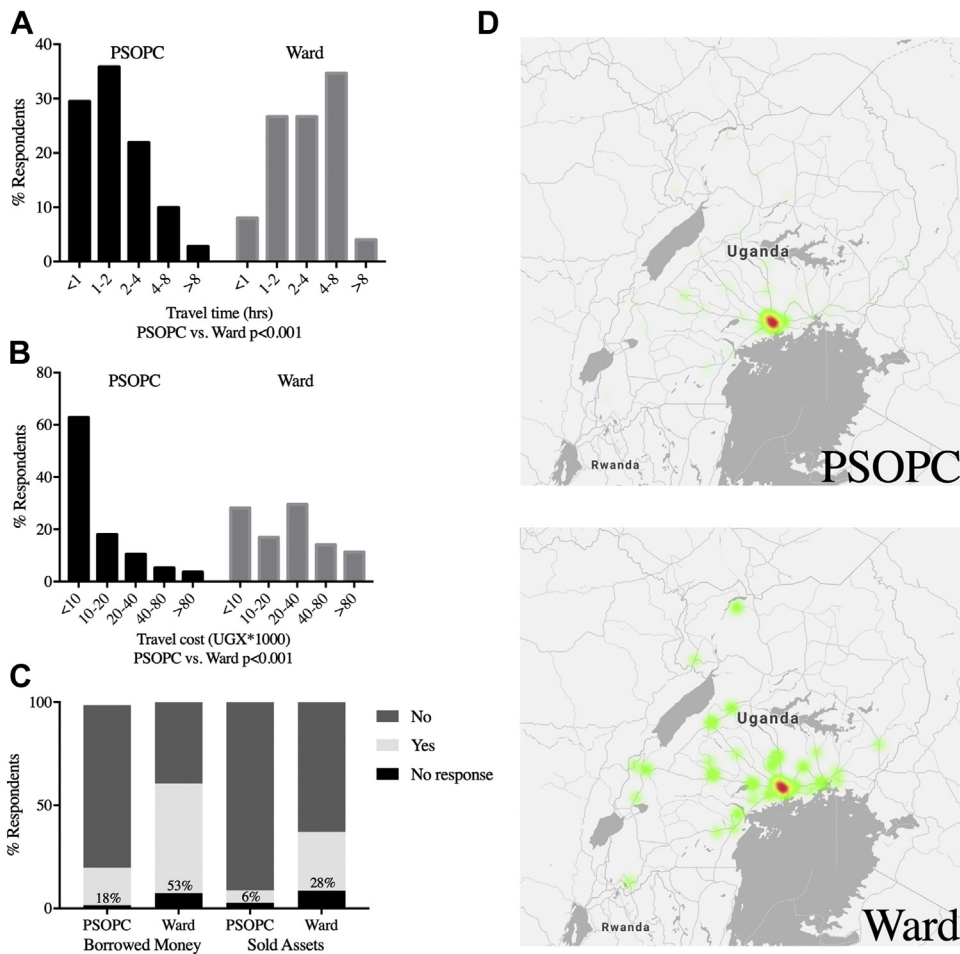 A
PSOPC Ward
% Respondents
40
30
20
10
0
<1 1-2 2-4 4-8 >8 <1 1-2 2-4 4-8 >8
Travel time (hrs)
PSOPC vs. Ward p<0.001
B
PSOPC Ward
% Respondents
80
60
40
20
0
<10 10-20 20-40 40-80 >80 <10 10-20 20-40 40-80 >80
Travel cost (UGX*1000)
PSOPC vs. Ward p<0.001
C
% Respondents
100
50
0
18% 53% 6% 28%
PSOPC Ward PSOPC Ward
Borrowed Money Sold Assets
No
Yes
No response
D
Uganda
Rwanda
PSOPC
Uganda
Rwanda
Ward